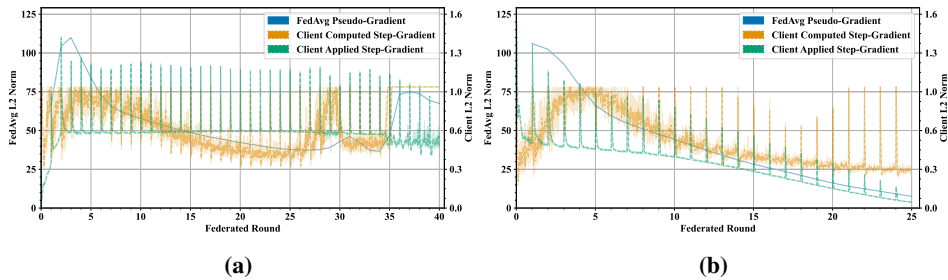 FedAvg Pseudo-Gradient
Client Computed Step-Gradient
Client Applied Step-Gradient
FedAvg L2 Norm
125
100
75
50
25
0
1.6
1.3
1.0
0.6
0.3
0.0
Client L2 Norm
0 5 10 15 20 25 30 35 40
Federated Round
(a)
FedAvg Pseudo-Gradient
Client Computed Step-Gradient
Client Applied Step-Gradient
FedAvg L2 Norm
125
100
75
50
25
0
1.6
1.3
1.0
0.6
0.3
0.0
Client L2 Norm
0 5 10 15 20 25
Federated Round
(b)